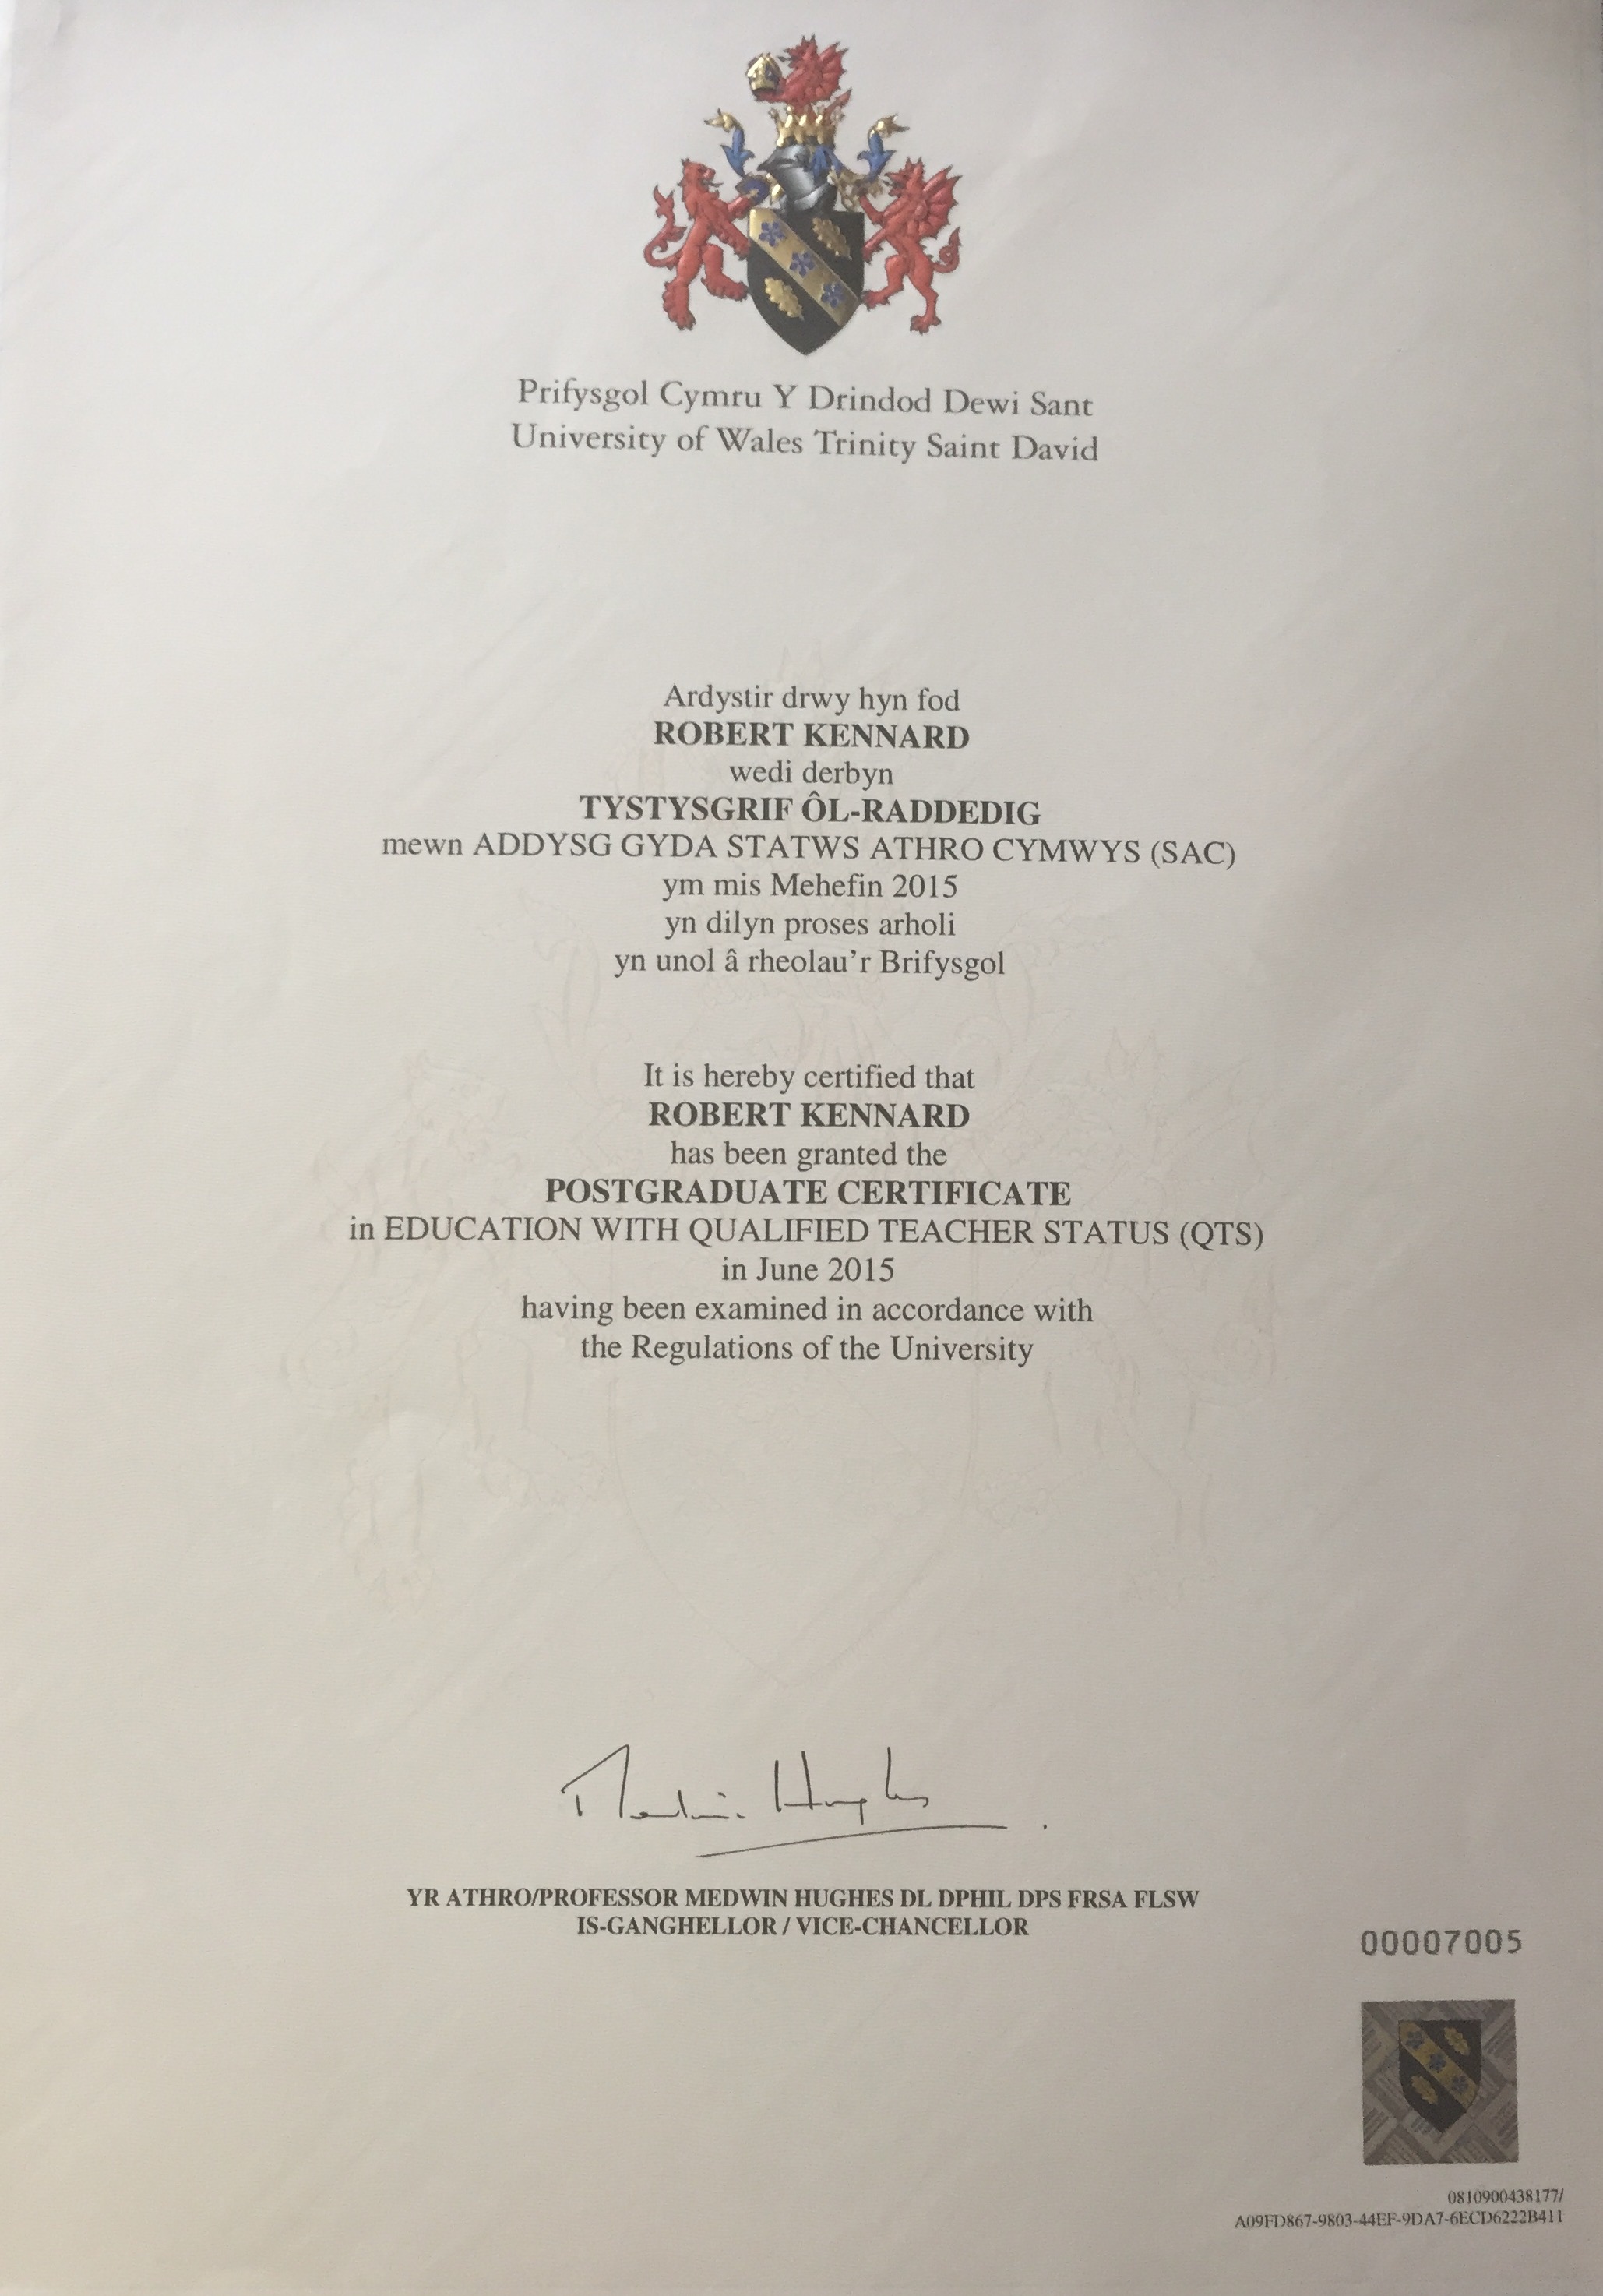 Prifysgol Cymru Y Drindod Dewi Sant
University of Wales Trinity Saint David
Ardystir drwy hyn fod
ROBERT KENNARD
wedi derbyn
TYSTYSGRIF ÔL-RADDEDIG
mewn ADDYSG GYDA STATWS ATHRO CYMWYS (SAC)
ym mis Mehefin 2015
yn dilyn proses arholi
yn unol â rheolau'r Brifysgol
It is hereby certified that
ROBERT KENNARD
has been granted the
POSTGRADUATE CERTIFICATE
in EDUCATION WITH QUALIFIED TEACHER STATUS (QTS)
in June 2015
having been examined in accordance with
the Regulations of the University
Medwin Hughes
YR ATHRO/PROFESSOR MEDWIN HUGHES DL DPHIL DPS FRSA FLSW
IS-GANGHELLOR / VICE-CHANCELLOR
00007005
0810900438177/
A09FD867-9803-44EF-9DA7-6ECD6222B411